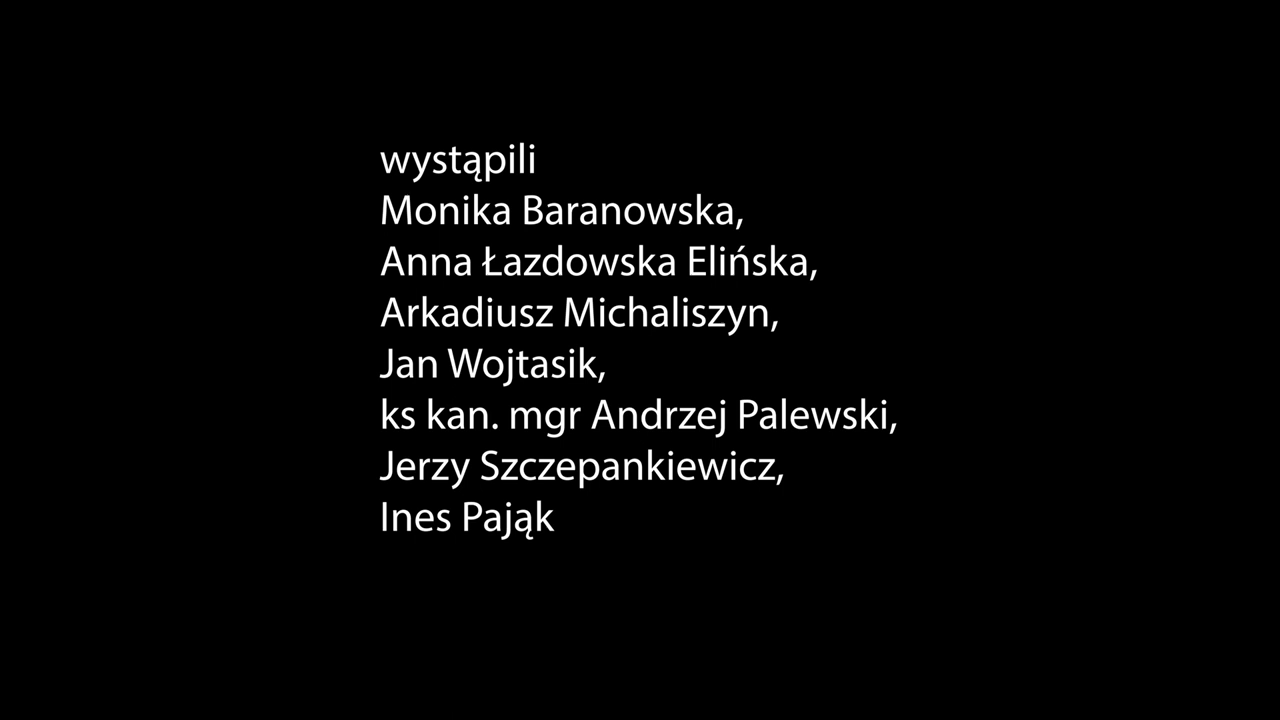 wystąpili
Monika Baranowska,
Anna Łazdowska Elińska,
Arkadiusz Michaliszyn,
Jan Wojtasik,
ks kan. mgr Andrzej Palewski,
Jerzy Szczepankiewicz,
Ines Pająk